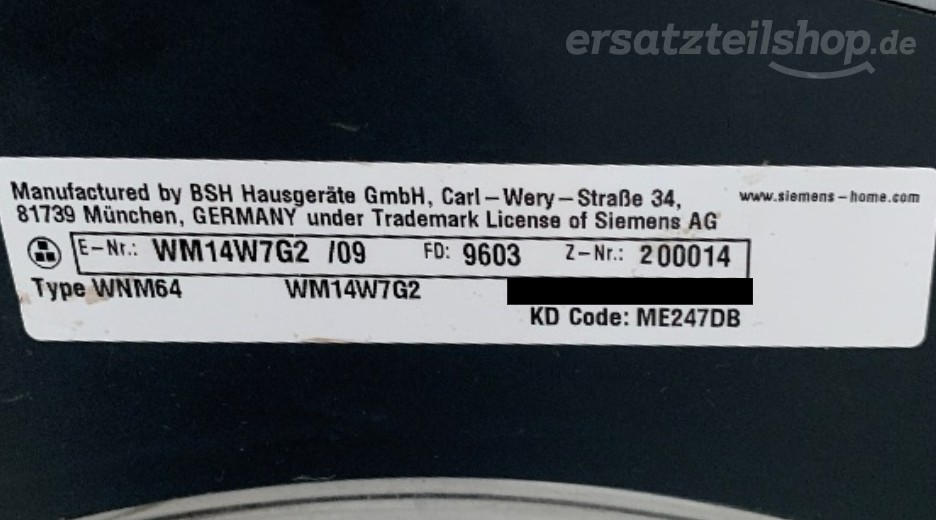 ersatzteilshop.de
Manufactured by BSH Hausgeräte GmbH, Carl-Wery-Straße 34, www.siemens-home.com
81739 München, GERMANY under Trademark License of Siemens AG
E-Nr.: WM14W7G2 /09 FD: 9603 Z-Nr.: 200014
Type WNM64 WM14W7G2
KD Code: ME247DB